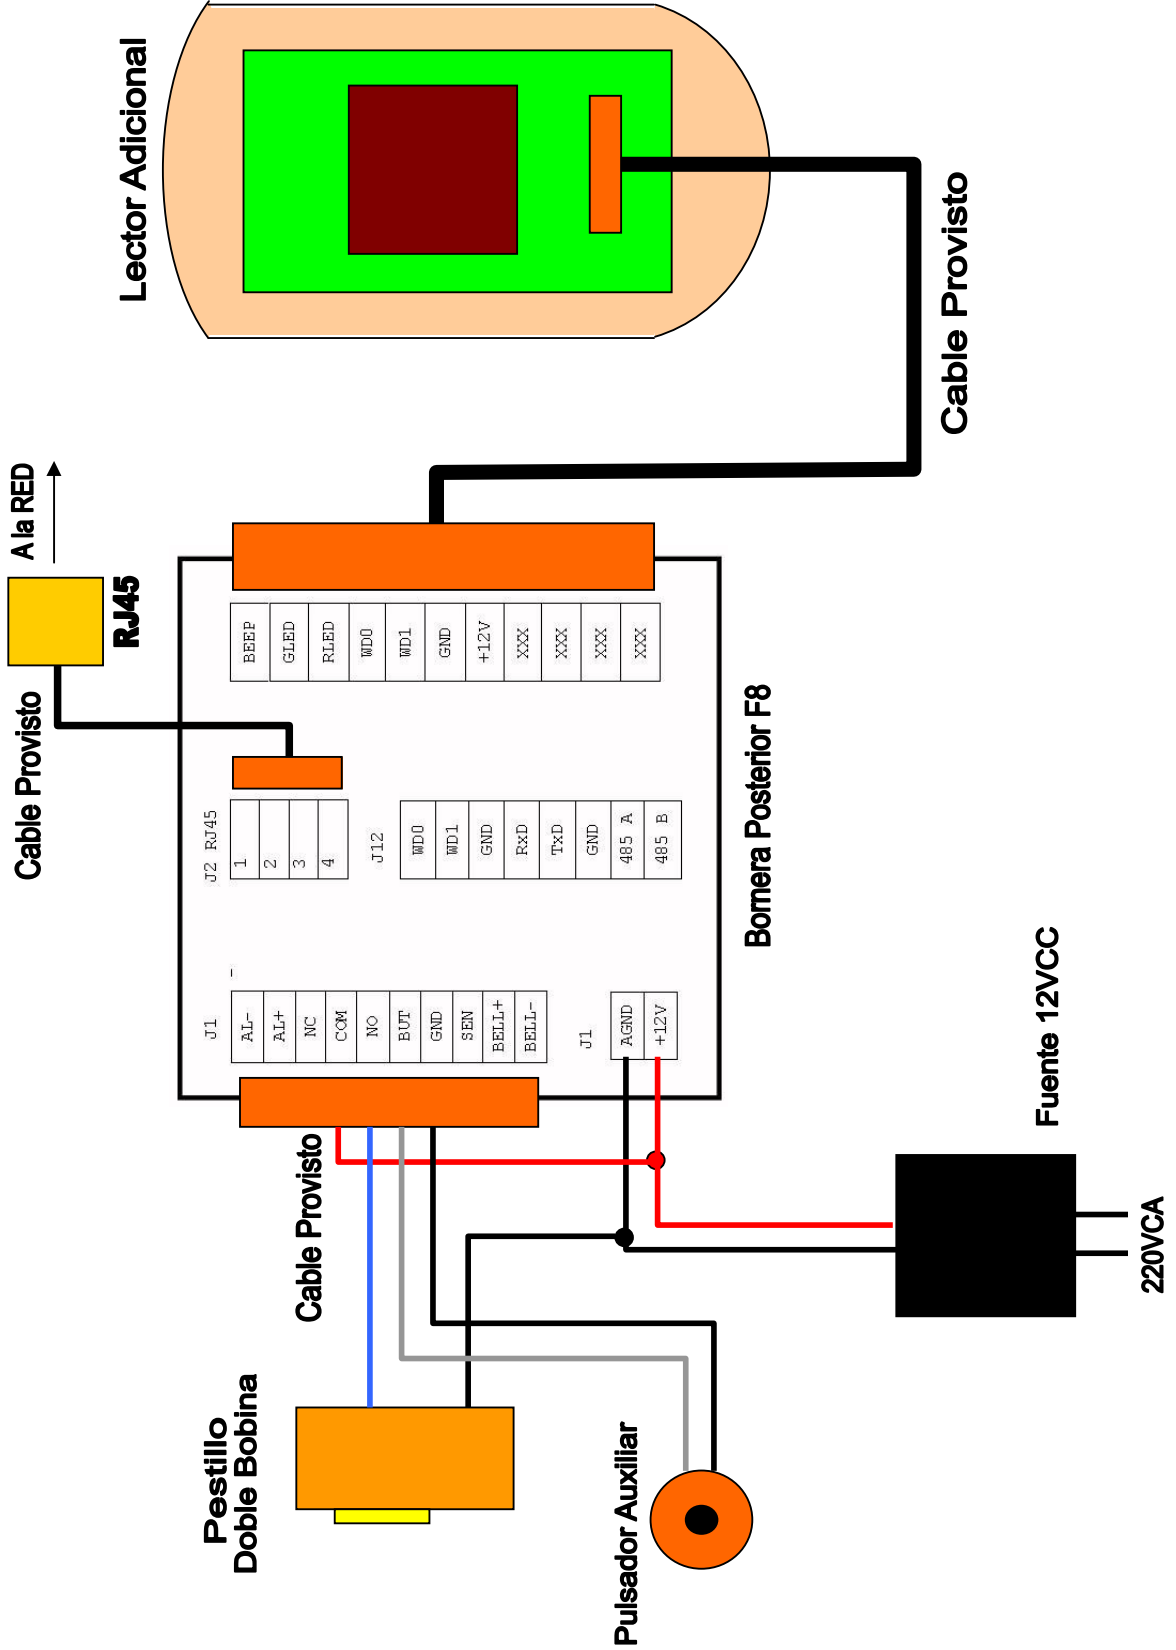 Lector Adicional
Cable Provisto
A la RED
RJ45
Cable Provisto
BEEP
GLED
RLED
WD0
WD1
GND
+12V
XXX
XXX
XXX
XXX
J2 RJ45
1
2
3
4
J12
WD0
WD1
GND
RxD
TxD
GND
485 A
485 B
Bornera Posterior F8
J1
-
AL-
AL+
NC
COM
NO
BUT
GND
SEN
BELL+
BELL-
J1
AGND
+12V
Cable Provisto
Fuente 12VCC
220VCA
Pestillo
Doble Bobina
Pulsador Auxiliar